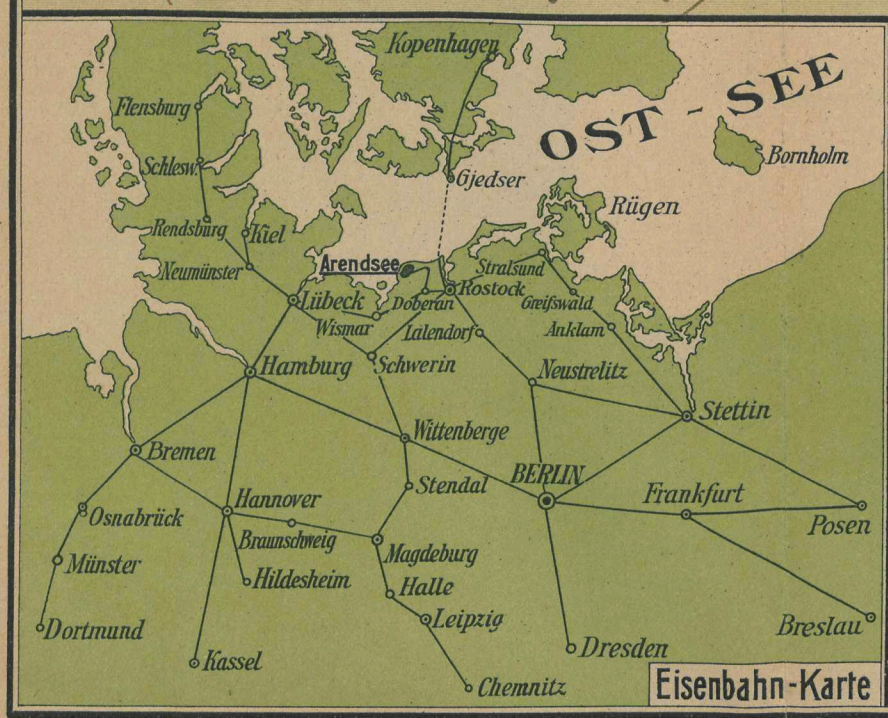 Kopenhagen
OST - SEE
Flensburg
Bornholm
Schlesw.
Gjedser
Rügen
Rendsburg
Kiel
Neumünster
Arendsee
Stralsund
Lübeck
Doberan
Rostock
Greifswald
Wismar
Lalendorf
Anklam
Hamburg
Schwerin
Neustrelitz
Stettin
Wittenberge
Bremen
BERLIN
Stendal
Frankfurt
Hannover
Osnabrück
Posen
Braunschweig
Magdeburg
Münster
Hildesheim
Halle
Leipzig
Breslau
Dortmund
Dresden
Kassel
Chemnitz
Eisenbahn-Karte